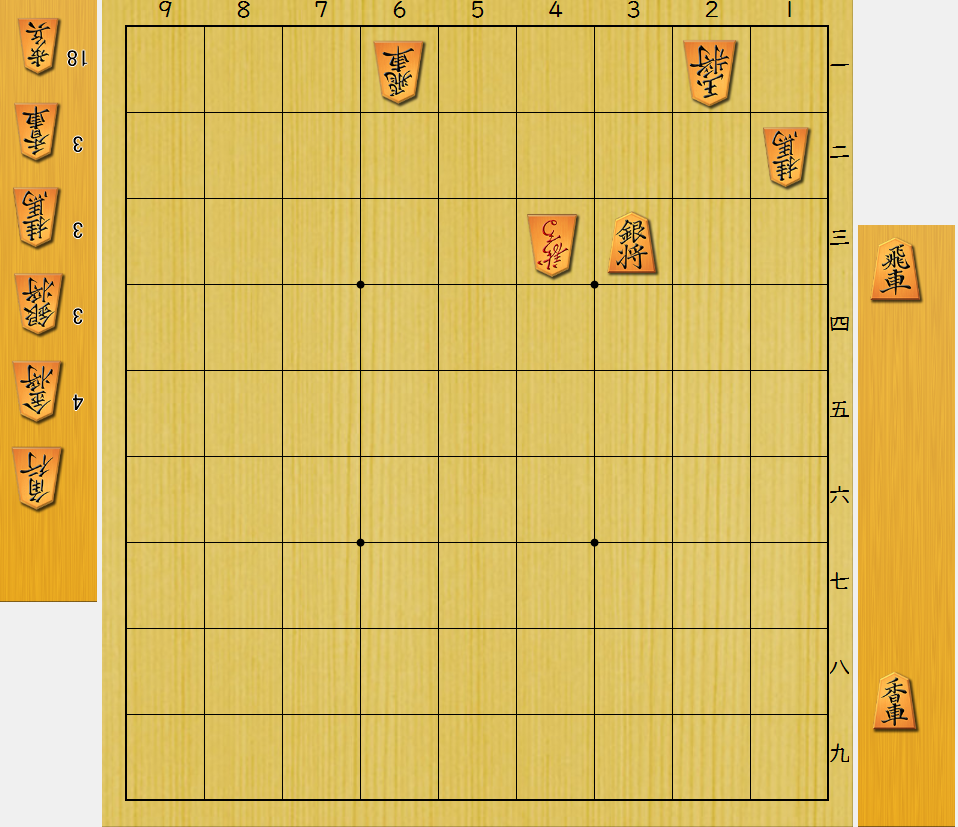 9 8 7 6 5 4 3 2 1
飛車 玉将 一
桂馬 二
銀将 三
四
五
六
七
八
九
歩兵 18
香車 3
桂馬 3
銀将 3
金将 4
角行
飛車
香車